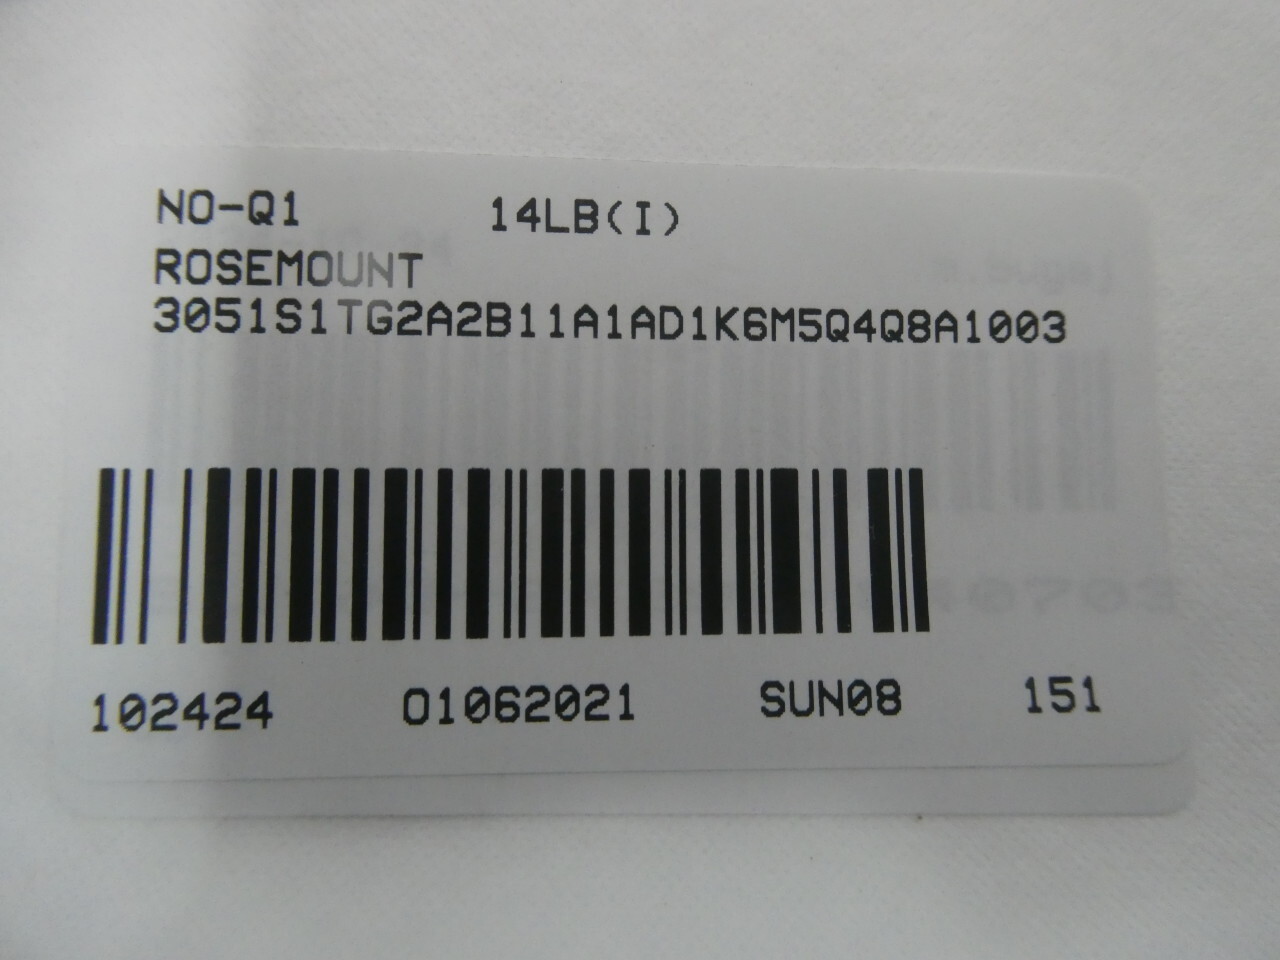 NO-Q1 14LB(I)
ROSEMOUNT
3051S1TG2A2B11A1AD1K6M5Q4Q8A1003
102424 01062021 SUN08 151